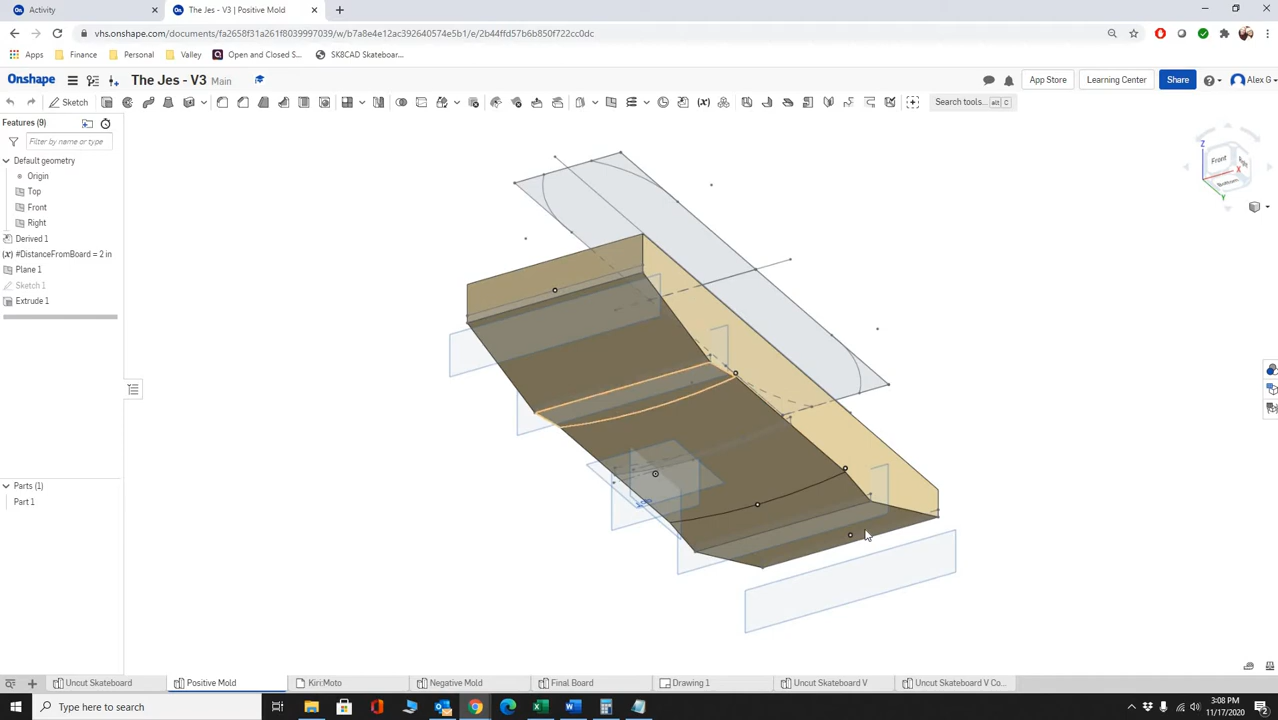 Activity
The Jes - V3 | Positive Mold
vhs.onshape.com/documents/fa2658f31a261f8039997039/w/b7a8e4e12ac392640574e5b1/e/2b44ffd57b6b850f722cc0dc
Apps
Finance
Personal
Valley
Open and Closed S...
SK8CAD Skateboar...
Onshape
The Jes - V3
Main
App Store
Learning Center
Share
Alex G
Sketch
Search tools...
alt
C
Features (9)
Filter by name or type
Default geometry
Origin
Top
Front
Right
Derived 1
(x) #DistanceFromBoard = 2 in
Plane 1
Sketch 1
Extrude 1
Parts (1)
Part 1
Z
Front
X
Bottom
Y
Uncut Skateboard
Positive Mold
Kiri:Moto
Negative Mold
Final Board
Drawing 1
Uncut Skateboard V
Uncut Skateboard V Co...
Type here to search
3:08 PM
11/17/2020